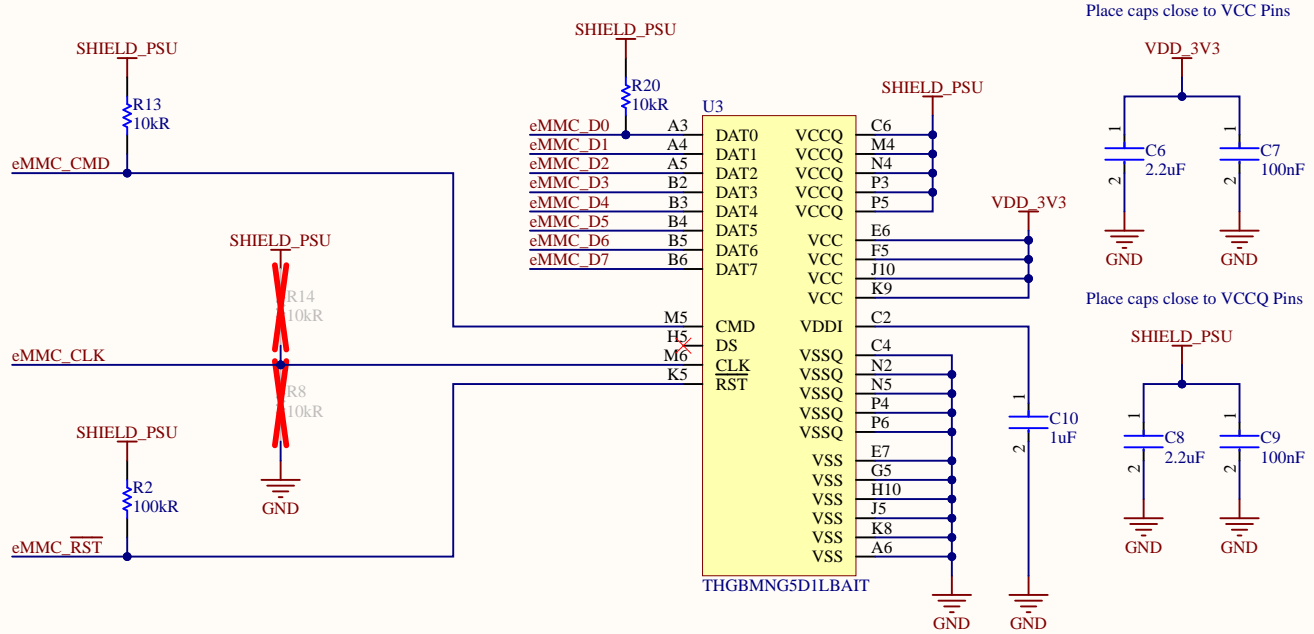 Place caps close to VCC Pins
SHIELD_PSU
R13
10kR
eMMC_CMD
SHIELD_PSU
R14
10kR
eMMC_CLK
R8
10kR
GND
SHIELD_PSU
R2
100kR
eMMC_RST
SHIELD_PSU
R20
10kR
eMMC_D0
eMMC_D1
eMMC_D2
eMMC_D3
eMMC_D4
eMMC_D5
eMMC_D6
eMMC_D7
U3
A3 DAT0
A4 DAT1
A5 DAT2
B2 DAT3
B3 DAT4
B4 DAT5
B5 DAT6
B6 DAT7
M5 CMD
H5 DS
M6 CLK
K5 RST
VCCQ C6
VCCQ M4
VCCQ N4
VCCQ P3
VCCQ P5
VCC E6
VCC F5
VCC J10
VCC K9
VDDI C2
VSSQ C4
VSSQ N2
VSSQ N5
VSSQ P4
VSSQ P6
VSS E7
VSS G5
VSS H10
VSS J5
VSS K8
VSS A6
THGBMNG5D1LBAIT
SHIELD_PSU
VDD_3V3
1
C10
1uF
2
GND
GND
VDD_3V3
1
C6
2.2uF
2
GND
1
C7
100nF
2
GND
Place caps close to VCCQ Pins
SHIELD_PSU
1
C8
2.2uF
2
GND
1
C9
100nF
2
GND